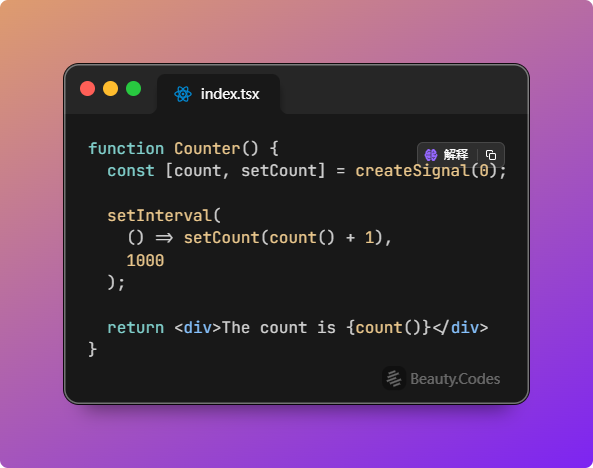 index.tsx
function Counter() {
解释
const [count, setCount] = createSignal(0);
setInterval(
() => setCount(count() + 1),
1000
);
return <div>The count is {count()}</div>
}
Beauty.Codes